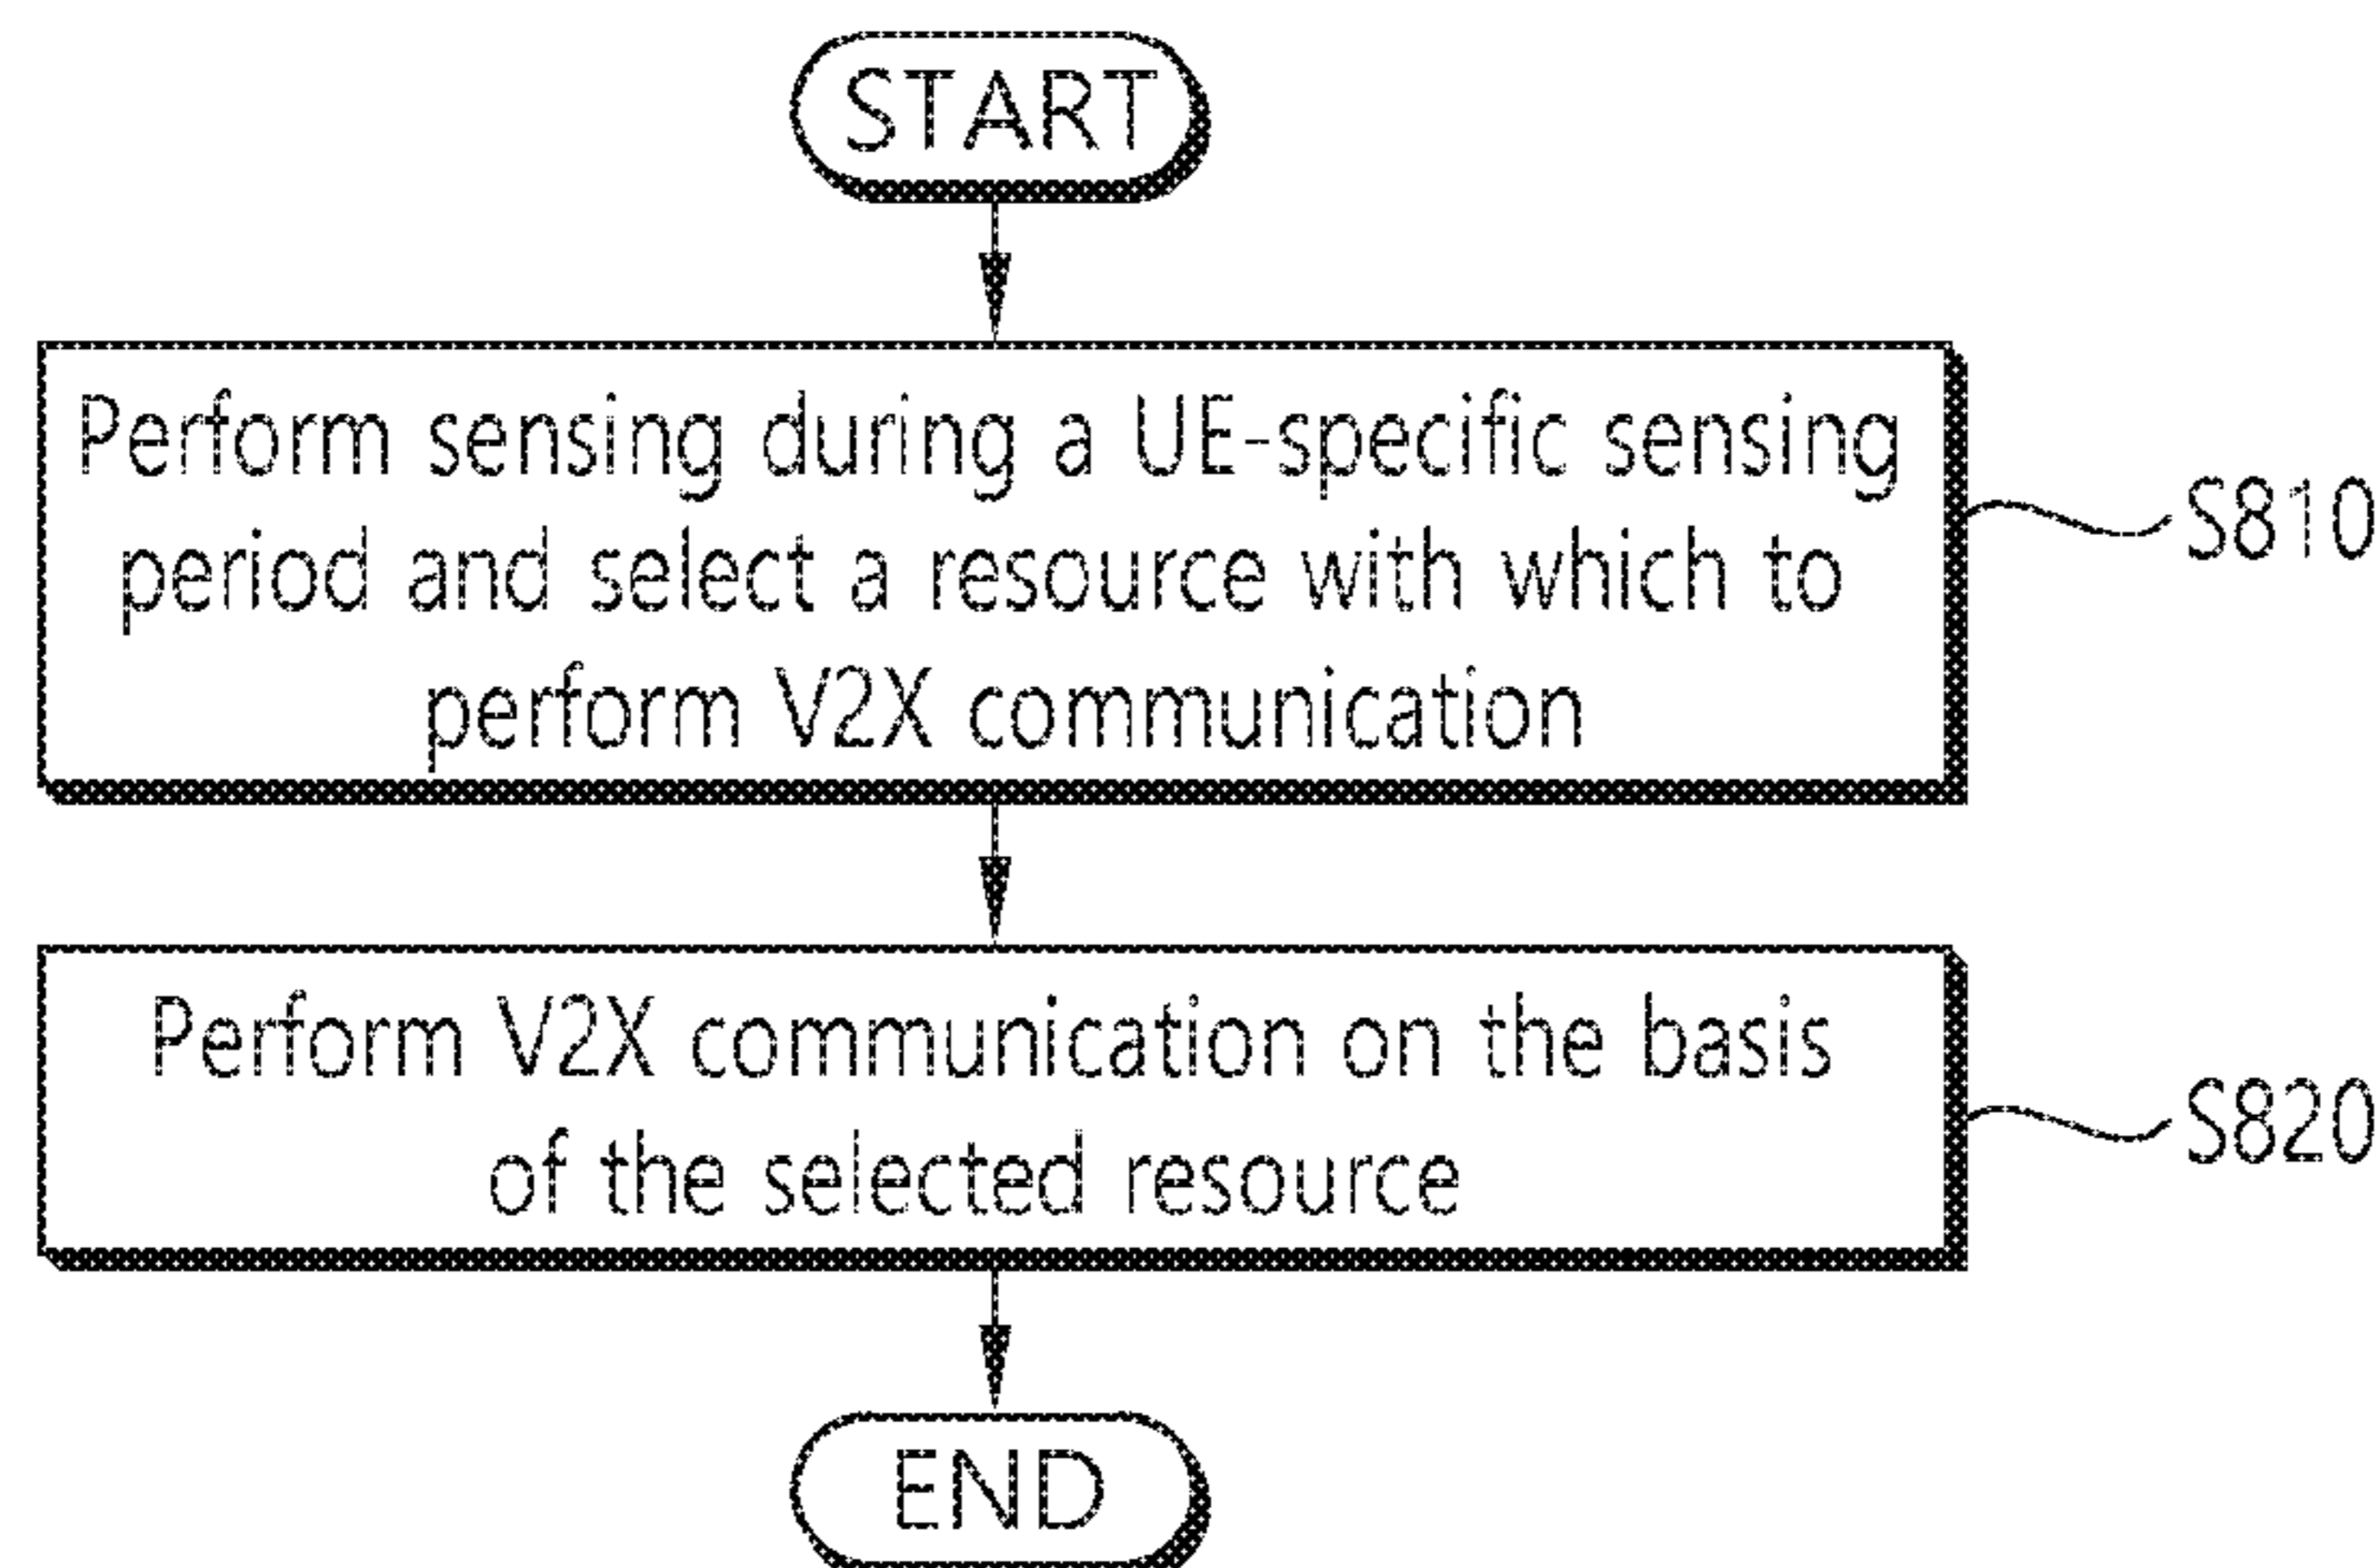 START
Perform sensing during a UE-specific sensing
period and select a resource with which to
perform V2X communication
S810
Perform V2X communication on the basis
of the selected resource
S820
END